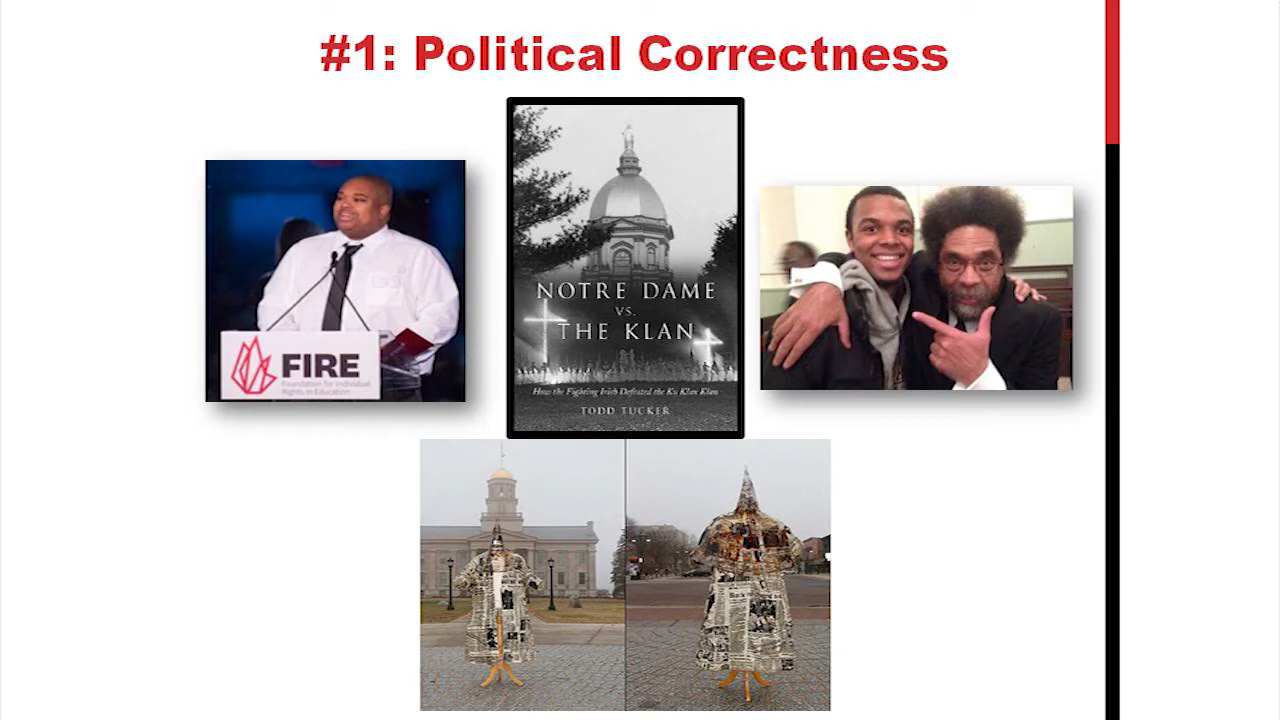 #1: Political Correctness
FIRE
Foundation for Individual
Rights in Education
NOTRE DAME
VS.
THE KLAN
How the Fighting Irish Defeated the Ku Klux Klan
TODD TUCKER